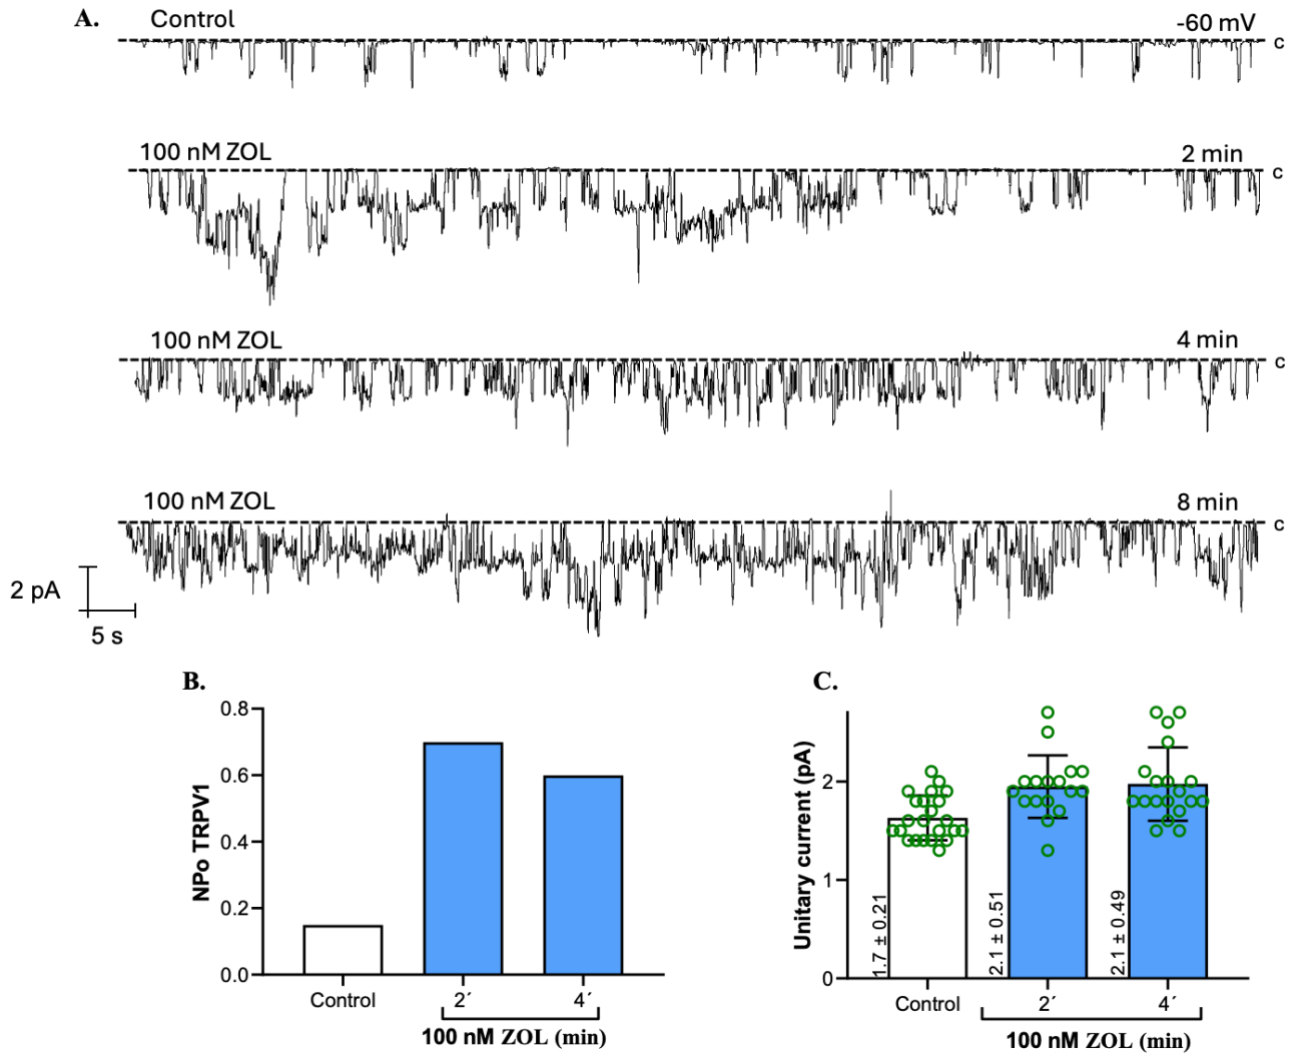 A.
Control
-60 mV
c
100 nM ZOL
2 min
c
100 nM ZOL
4 min
c
100 nM ZOL
8 min
c
2 pA
5 s
B.
NPo TRPV1
0.8
0.6
0.4
0.2
0.0
Control
2´
4´
100 nM ZOL (min)
C.
Unitary current (pA)
2
1
0
1.7 ± 0.21
2.1 ± 0.51
2.1 ± 0.49
Control
2´
4´
100 nM ZOL (min)